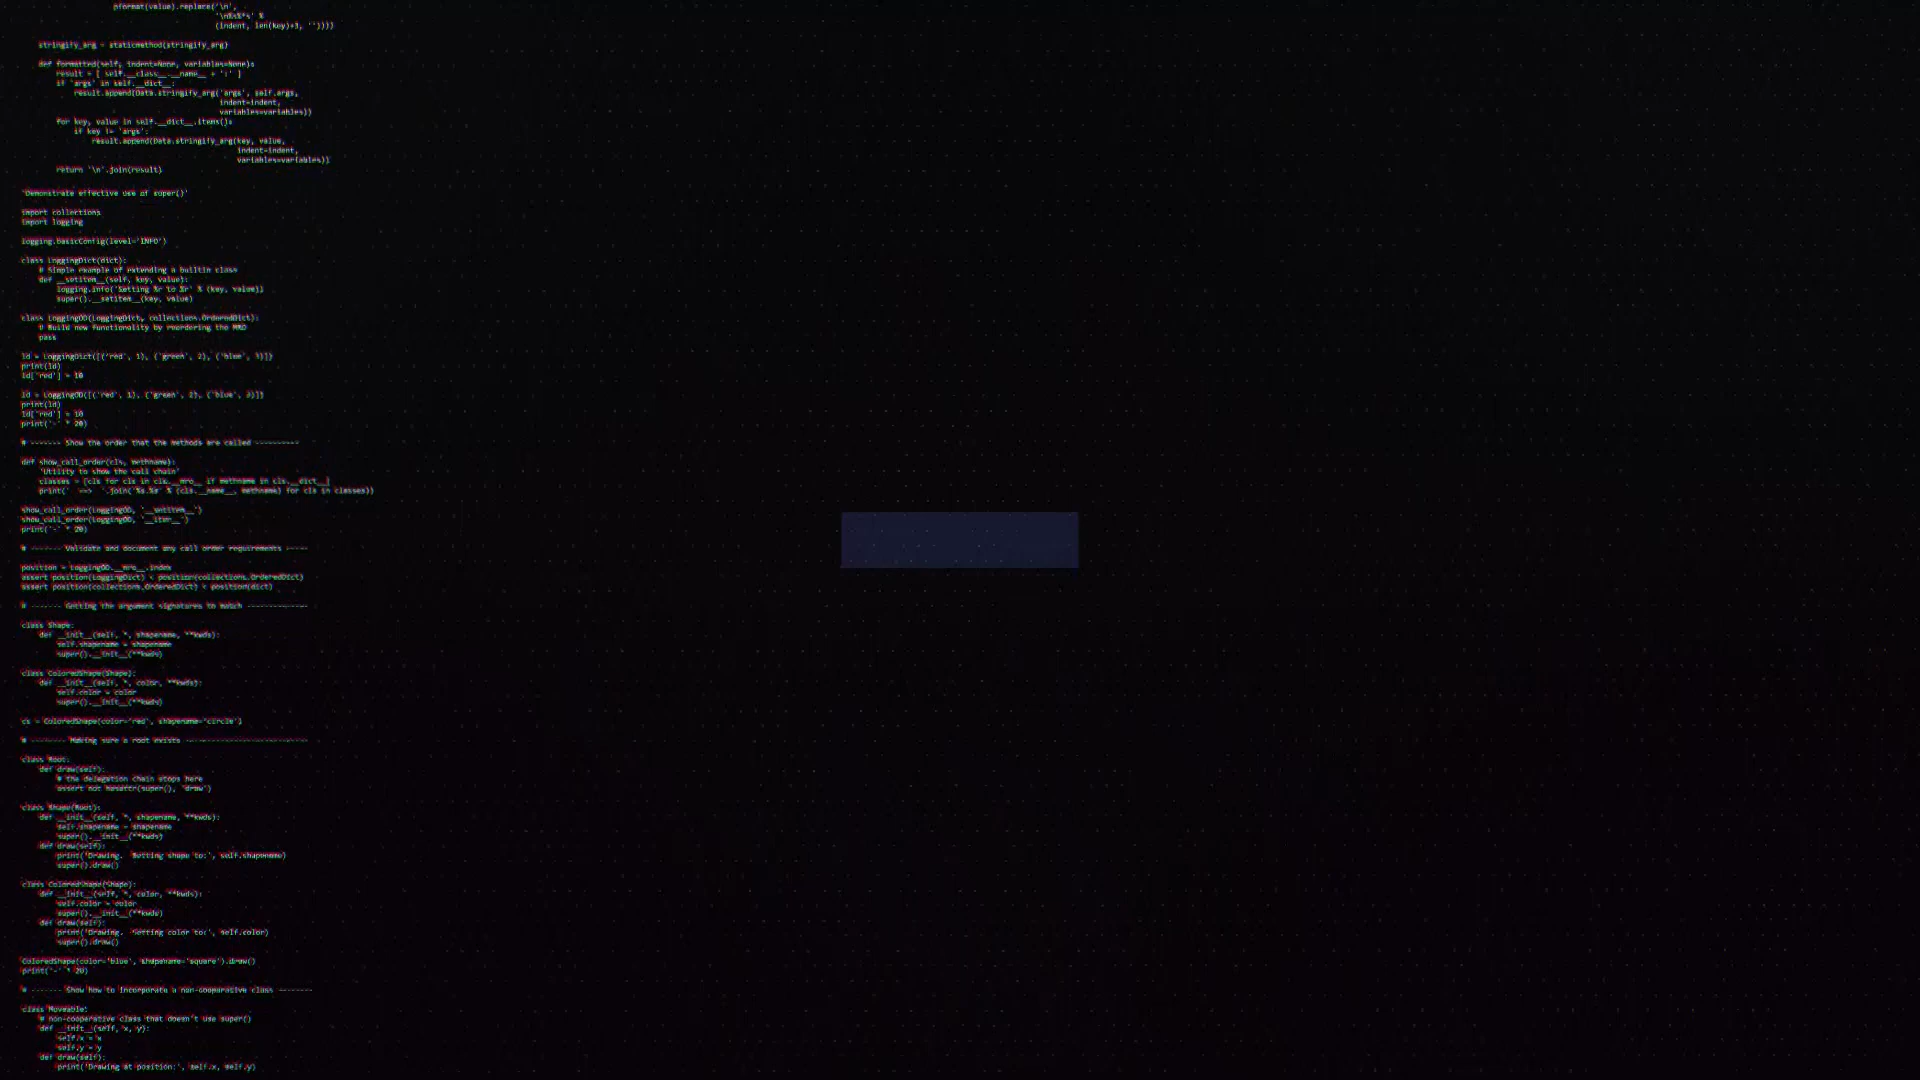 pformat(value).replace('\n',
'\n%s%*s' %
(indent, len(key)+3, ''))))
stringify_arg = staticmethod(stringify_arg)
def formatted(self, indent=None, variables=None):
result = [ self.__class__.__name__ + ':' ]
if 'args' in self.__dict__:
result.append(Data.stringify_arg('args', self.args,
indent=indent,
variables=variables))
for key, value in self.__dict__.items():
if key != 'args':
result.append(Data.stringify_arg(key, value,
indent=indent,
variables=variables))
return '\n'.join(result)
'Demonstrate effective use of super()'
import collections
import logging
logging.basicConfig(level='INFO')
class LoggingDict(dict):
# Simple example of extending a builtin class
def __setitem__(self, key, value):
logging.info('Setting %r to %r' % (key, value))
super().__setitem__(key, value)
class LoggingOD(LoggingDict, collections.OrderedDict):
# Build new functionality by reordering the MRO
pass
ld = LoggingDict([('red', 1), ('green', 2), ('blue', 3)])
print(ld)
ld['red'] = 10
ld = LoggingOD([('red', 1), ('green', 2), ('blue', 3)])
print(ld)
ld['red'] = 10
print('-' * 20)
# ------- Show the order that the methods are called ----------
def show_call_order(cls, methname):
'Utility to show the call chain'
classes = [cls for cls in cls.__mro__ if methname in cls.__dict__]
print('  ==>  '.join('%s.%s' % (cls.__name__, methname) for cls in classes))
show_call_order(LoggingOD, '__setitem__')
show_call_order(LoggingOD, '__iter__')
print('-' * 20)
# ------- Validate and document any call order requirements -----
position = LoggingOD.__mro__.index
assert position(LoggingDict) < position(collections.OrderedDict)
assert position(collections.OrderedDict) < position(dict)
# ------- Getting the argument signatures to match --------------
class Shape:
def __init__(self, *, shapename, **kwds):
self.shapename = shapename
super().__init__(**kwds)
class ColoredShape(Shape):
def __init__(self, *, color, **kwds):
self.color = color
super().__init__(**kwds)
cs = ColoredShape(color='red', shapename='circle')
# -------- Making sure a root exists ----------------------------
class Root:
def draw(self):
# the delegation chain stops here
assert not hasattr(super(), 'draw')
class Shape(Root):
def __init__(self, *, shapename, **kwds):
self.shapename = shapename
super().__init__(**kwds)
def draw(self):
print('Drawing.  Setting shape to:', self.shapename)
super().draw()
class ColoredShape(Shape):
def __init__(self, *, color, **kwds):
self.color = color
super().__init__(**kwds)
def draw(self):
print('Drawing.  Setting color to:', self.color)
super().draw()
ColoredShape(color='blue', shapename='square').draw()
print('-' * 20)
# ------- Show how to incorporate a non-cooperative class --------
class Moveable:
# non-cooperative class that doesn't use super()
def __init__(self, x, y):
self.x = x
self.y = y
def draw(self):
print('Drawing at position:', self.x, self.y)